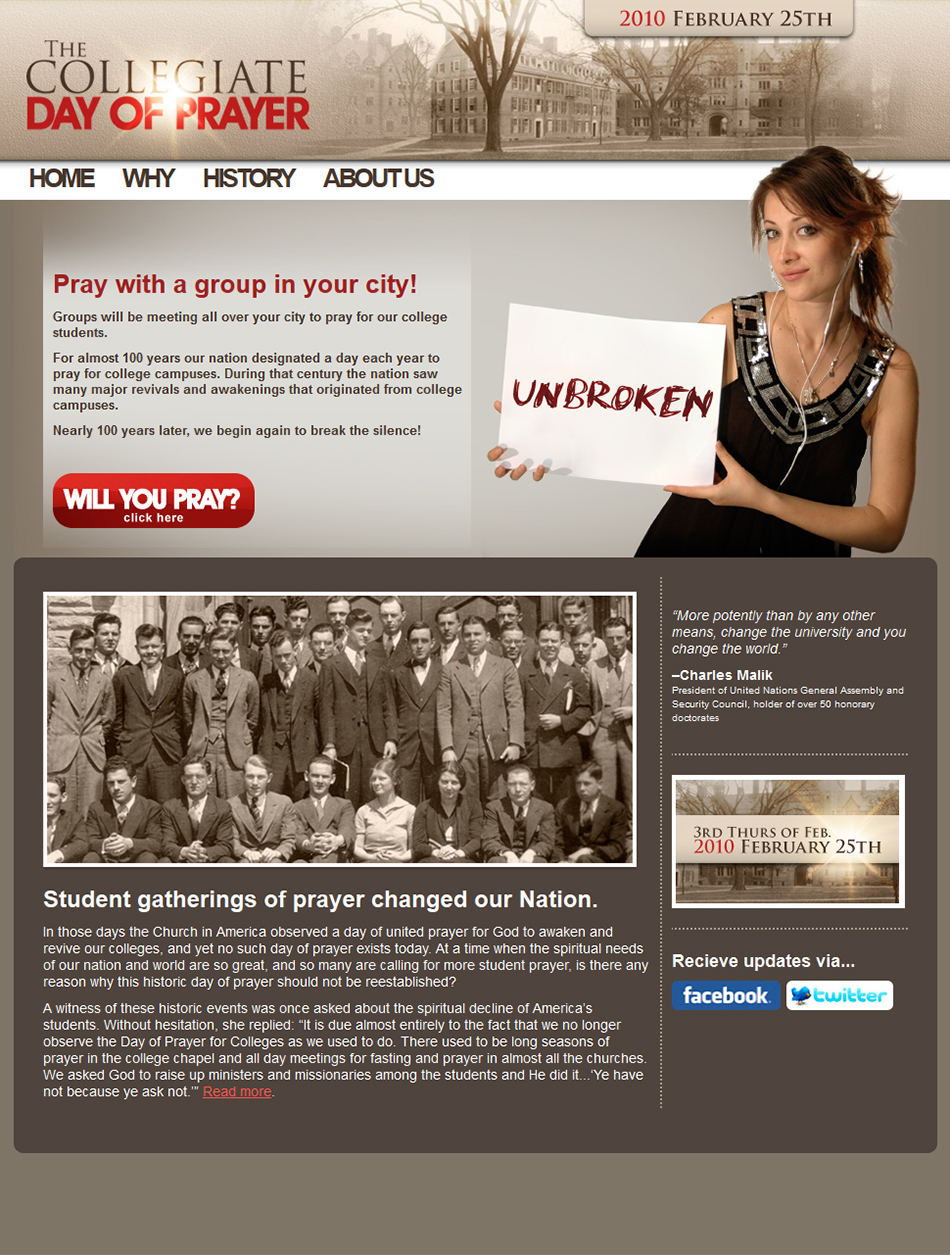 2010 February 25th
The
Collegiate
Day of Prayer
HOME WHY HISTORY ABOUT US
Pray with a group in your city!
Groups will be meeting all over your city to pray for our college
students.
For almost 100 years our nation designated a day each year to
pray for college campuses. During that century the nation saw
many major revivals and awakenings that originated from college
campuses.
Nearly 100 years later, we begin again to break the silence!
UNBROKEN
WILL YOU PRAY?
click here
“More potently than by any other
means, change the university and you
change the world.”
–Charles Malik
President of United Nations General Assembly and
Security Council, holder of over 50 honorary
doctorates
3rd Thurs of Feb.
2010 February 25th
Recieve updates via...
facebook twitter
Student gatherings of prayer changed our Nation.
In those days the Church in America observed a day of united prayer for God to awaken and
revive our colleges, and yet no such day of prayer exists today. At a time when the spiritual needs
of our nation and world are so great, and so many are calling for more student prayer, is there any
reason why this historic day of prayer should not be reestablished?
A witness of these historic events was once asked about the spiritual decline of America’s
students. Without hesitation, she replied: “It is due almost entirely to the fact that we no longer
observe the Day of Prayer for Colleges as we used to do. There used to be long seasons of
prayer in the college chapel and all day meetings for fasting and prayer in almost all the churches.
We asked God to raise up ministers and missionaries among the students and He did it...‘Ye have
not because ye ask not.’” Read more.